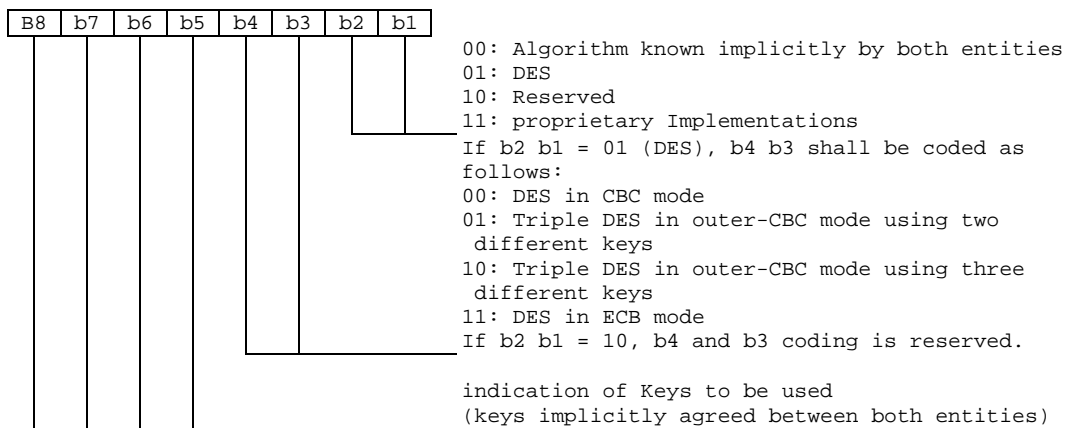 B8 b7 b6 b5 b4 b3 b2 b1
00: Algorithm known implicitly by both entities
01: DES
10: Reserved
11: proprietary Implementations
If b2 b1 = 01 (DES), b4 b3 shall be coded as
follows:
00: DES in CBC mode
01: Triple DES in outer-CBC mode using two
different keys
10: Triple DES in outer-CBC mode using three
different keys
11: DES in ECB mode
If b2 b1 = 10, b4 and b3 coding is reserved.
indication of Keys to be used
(keys implicitly agreed between both entities)